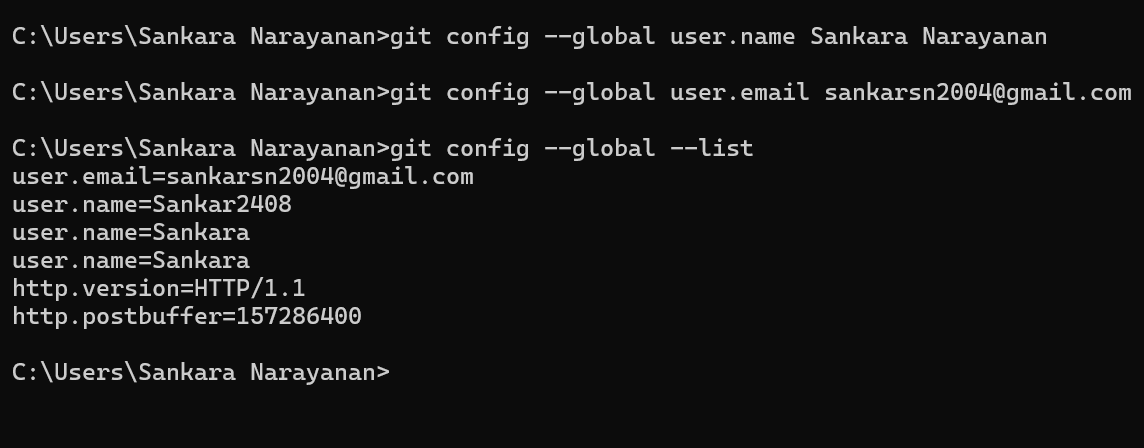 C:\Users\Sankara Narayanan>git config --global user.name Sankara Narayanan
C:\Users\Sankara Narayanan>git config --global user.email sankarsn2004@gmail.com
C:\Users\Sankara Narayanan>git config --global --list
user.email=sankarsn2004@gmail.com
user.name=Sankar2408
user.name=Sankara
user.name=Sankara
http.version=HTTP/1.1
http.postbuffer=157286400
C:\Users\Sankara Narayanan>